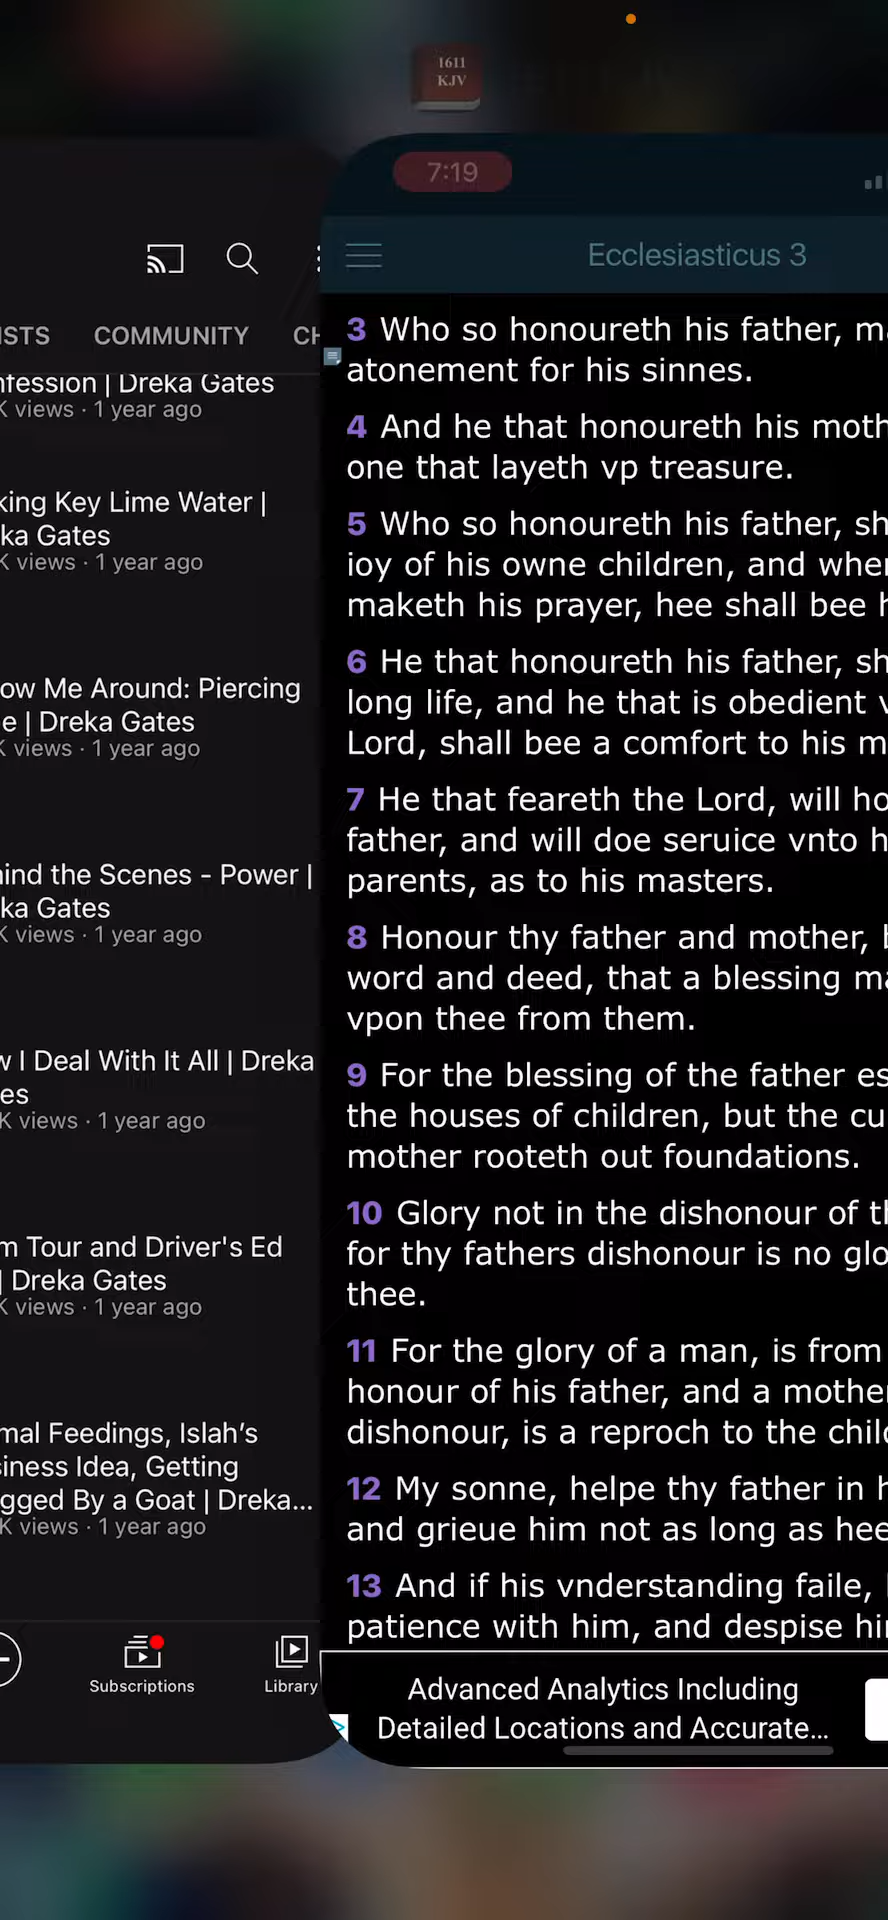 1611
KJV
7:19
ISTS COMMUNITY CH
nfession | Dreka Gates
K views · 1 year ago
king Key Lime Water |
ka Gates
K views · 1 year ago
ow Me Around: Piercing
e | Dreka Gates
K views · 1 year ago
ind the Scenes - Power |
ka Gates
K views · 1 year ago
w I Deal With It All | Dreka
es
K views · 1 year ago
m Tour and Driver's Ed
| Dreka Gates
K views · 1 year ago
mal Feedings, Islah's
siness Idea, Getting
gged By a Goat | Dreka...
K views · 1 year ago
Subscriptions
Library
Ecclesiasticus 3
3 Who so honoureth his father, ma
atonement for his sinnes.
4 And he that honoureth his moth
one that layeth vp treasure.
5 Who so honoureth his father, sh
ioy of his owne children, and when
maketh his prayer, hee shall bee h
6 He that honoureth his father, sh
long life, and he that is obedient v
Lord, shall bee a comfort to his m
7 He that feareth the Lord, will ho
father, and will doe seruice vnto h
parents, as to his masters.
8 Honour thy father and mother, b
word and deed, that a blessing ma
vpon thee from them.
9 For the blessing of the father es
the houses of children, but the cu
mother rooteth out foundations.
10 Glory not in the dishonour of th
for thy fathers dishonour is no glo
thee.
11 For the glory of a man, is from
honour of his father, and a mother
dishonour, is a reproch to the child
12 My sonne, helpe thy father in h
and grieue him not as long as hee
13 And if his vnderstanding faile,
patience with him, and despise hi
Advanced Analytics Including
Detailed Locations and Accurate...